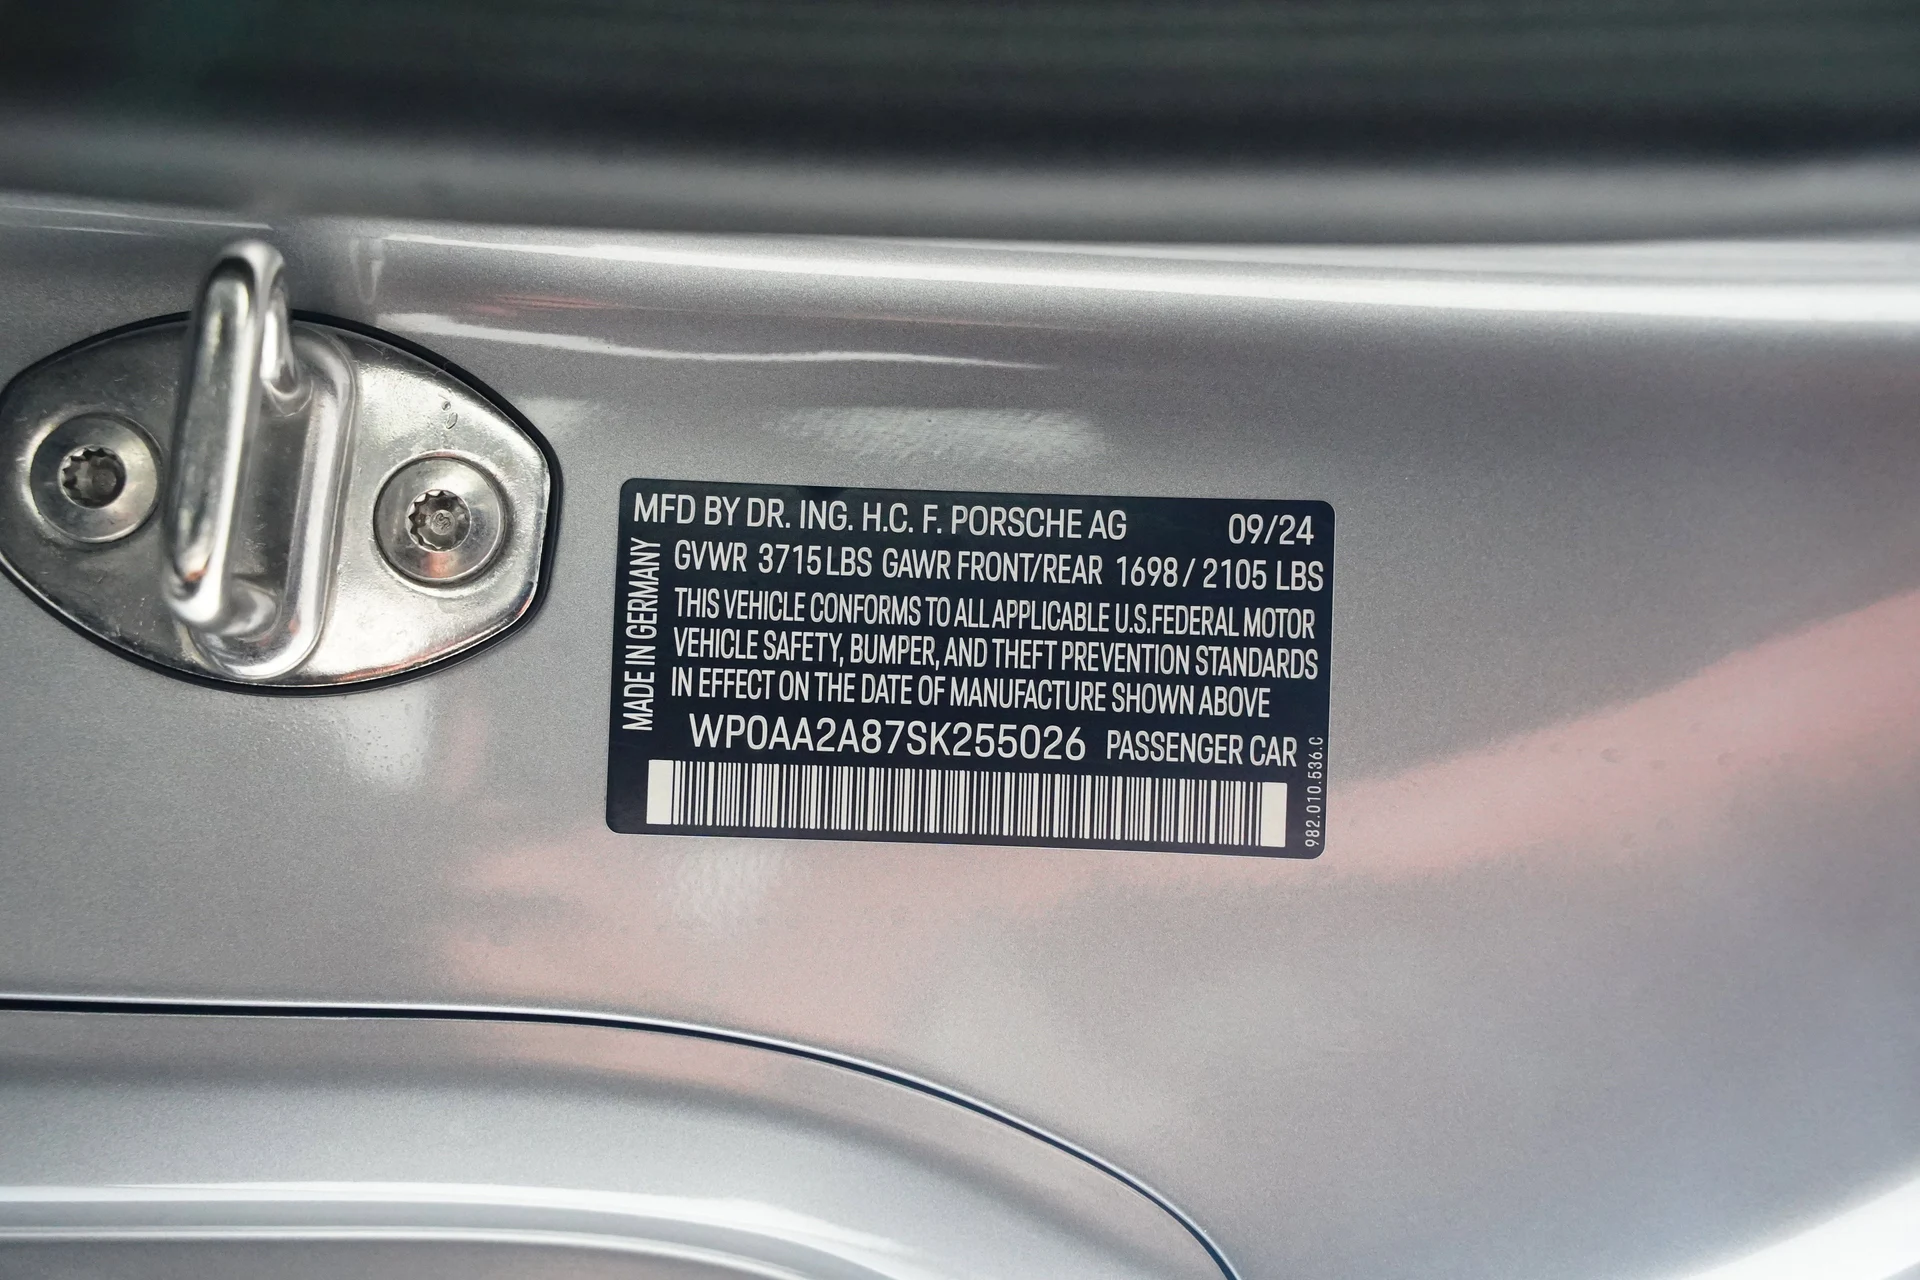 MFD BY DR. ING. H.C. F. PORSCHE AG 09/24
GVWR 3715 LBS GAWR FRONT/REAR 1698 / 2105 LBS
THIS VEHICLE CONFORMS TO ALL APPLICABLE U.S.FEDERAL MOTOR
VEHICLE SAFETY, BUMPER, AND THEFT PREVENTION STANDARDS
IN EFFECT ON THE DATE OF MANUFACTURE SHOWN ABOVE
WP0AA2A87SK255026 PASSENGER CAR
MADE IN GERMANY
982.010.536.C